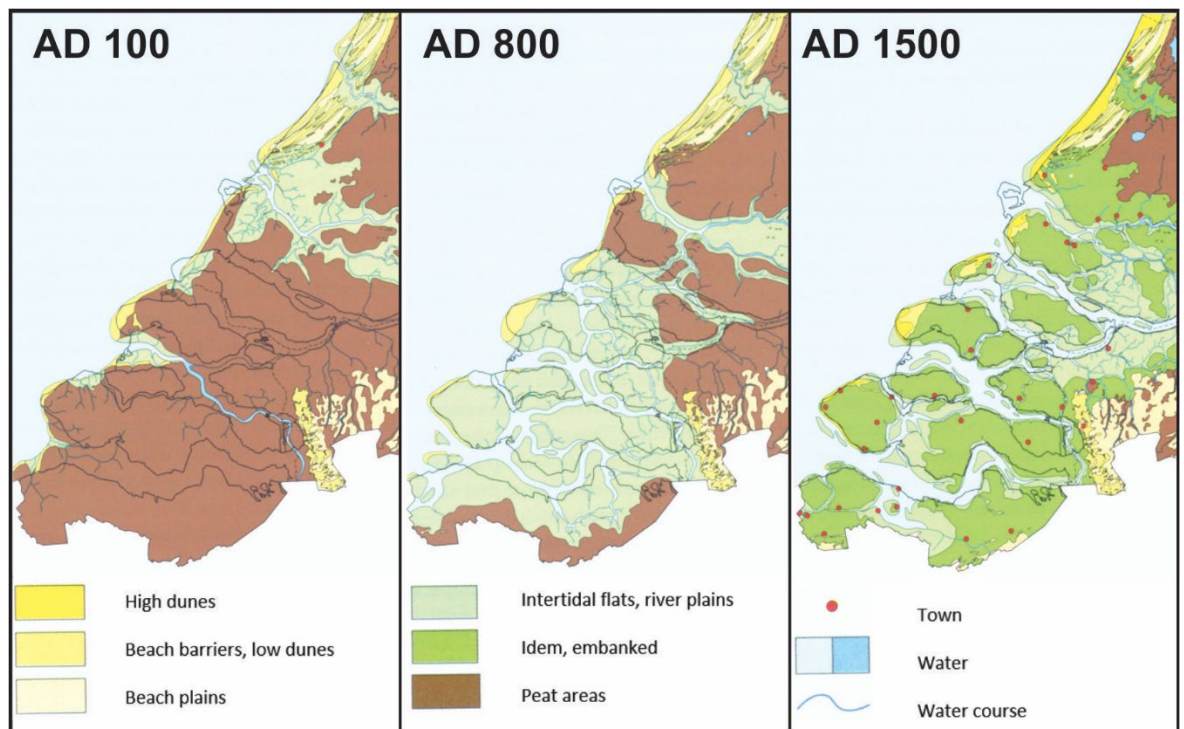 AD 100
AD 800
AD 1500
High dunes
Beach barriers, low dunes
Beach plains
Intertidal flats, river plains
Idem, embanked
Peat areas
Town
Water
Water course